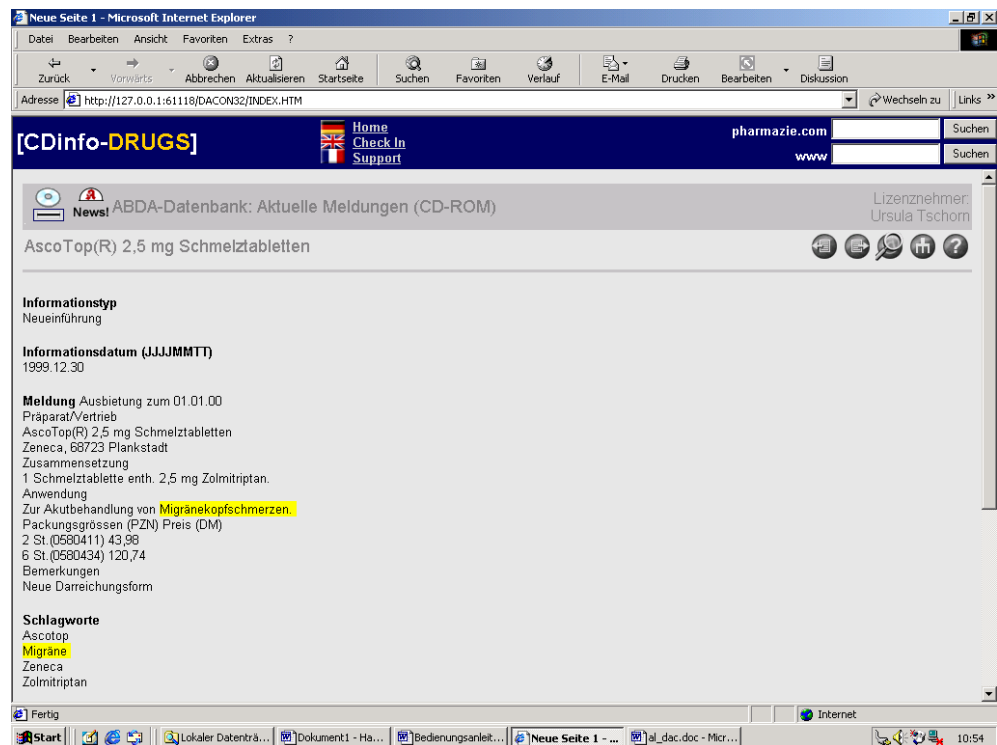 Neue Seite 1 - Microsoft Internet Explorer
Datei Bearbeiten Ansicht Favoriten Extras ?
Zurück Vorwärts Abbrechen Aktualisieren Startseite Suchen Favoriten Verlauf E-Mail Drucken Bearbeiten Diskussion
Adresse http://127.0.0.1:61118/DACON32/INDEX.HTM Wechseln zu Links »
[CDinfo-DRUGS]
Home
Check In
Support
pharmazie.com Suchen
www Suchen
A
News! ABDA-Datenbank: Aktuelle Meldungen (CD-ROM)
Lizenznehmer:
Ursula Tschorn
AscoTop(R) 2,5 mg Schmelztabletten
?
Informationstyp
Neueinführung
Informationsdatum (JJJJMMTT)
1999.12.30
Meldung Ausbietung zum 01.01.00
Präparat/Vertrieb
AscoTop(R) 2,5 mg Schmelztabletten
Zeneca, 68723 Plankstadt
Zusammensetzung
1 Schmelztablette enth. 2,5 mg Zolmitriptan.
Anwendung
Zur Akutbehandlung von Migränekopfschmerzen.
Packungsgrössen (PZN) Preis (DM)
2 St.(0580411) 43,98
6 St.(0580434) 120,74
Bemerkungen
Neue Darreichungsform
Schlagworte
Ascotop
Migräne
Zeneca
Zolmitriptan
Fertig Internet
Start Lokaler Datenträ... Dokument1 - Ha... Bedienungsanleit... Neue Seite 1 - ... al_dac.doc - Micr... 10:54